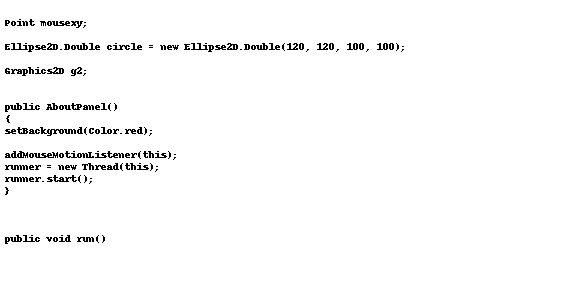 Point mousexy;
Ellipse2D.Double circle = new Ellipse2D.Double(120, 120, 100, 100);
Graphics2D g2;
public AboutPanel()
{
setBackground(Color.red);
addMouseMotionListener(this);
runner = new Thread(this);
runner.start();
}
public void run()